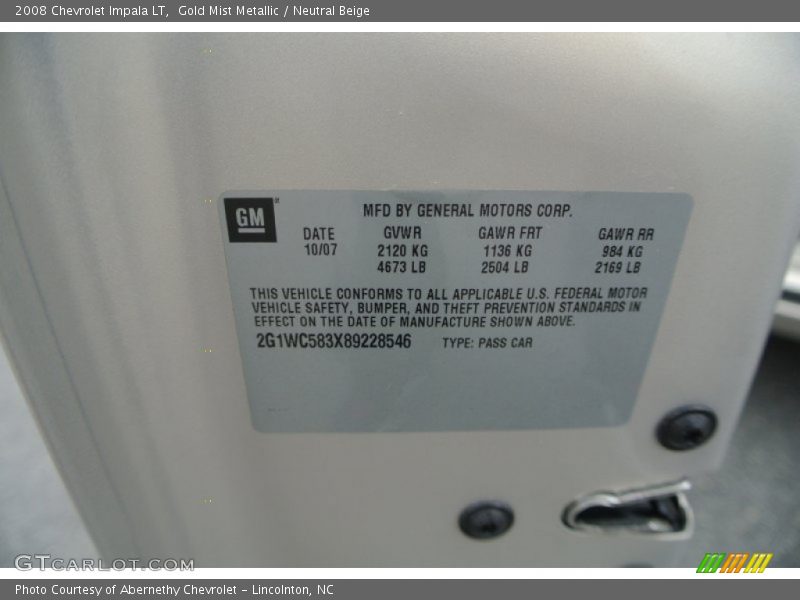 2008 Chevrolet Impala LT,  Gold Mist Metallic / Neutral Beige
GM
MFD BY GENERAL MOTORS CORP.
DATE GVWR GAWR FRT GAWR RR
10/07 2120 KG 1136 KG 984 KG
4673 LB 2504 LB 2169 LB
THIS VEHICLE CONFORMS TO ALL APPLICABLE U.S. FEDERAL MOTOR
VEHICLE SAFETY, BUMPER, AND THEFT PREVENTION STANDARDS IN
EFFECT ON THE DATE OF MANUFACTURE SHOWN ABOVE.
2G1WC583X89228546 TYPE: PASS CAR
GTCARLOT.COM
Photo Courtesy of Abernethy Chevrolet – Lincolnton, NC